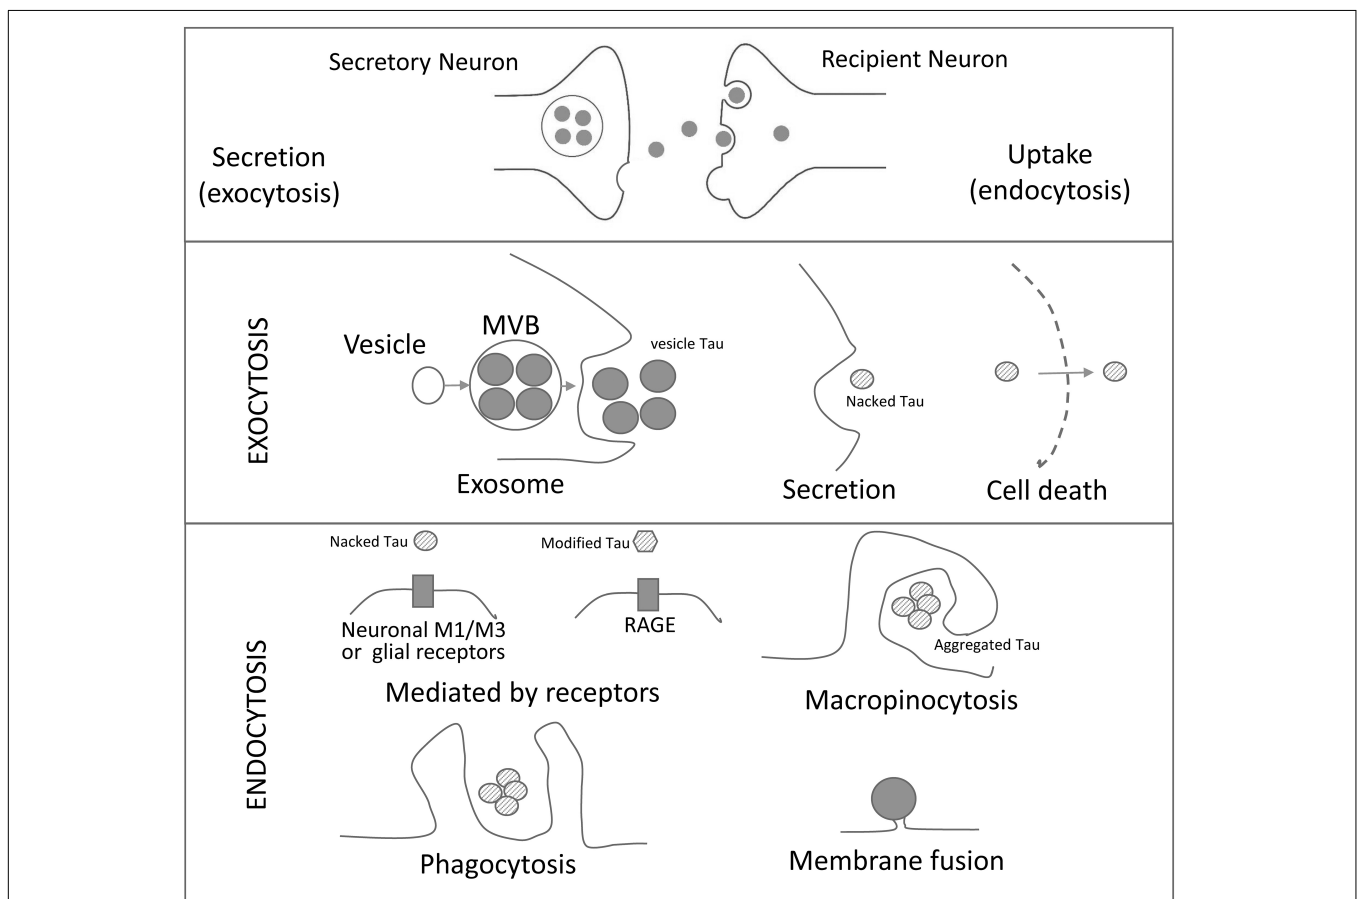 Secretory Neuron
Recipient Neuron
Secretion
(exocytosis)
Uptake
(endocytosis)
EXOCYTOSIS
Vesicle
MVB
vesicle Tau
Exosome
Nacked Tau
Secretion
Cell death
ENDOCYTOSIS
Nacked Tau
Modified Tau
Neuronal M1/M3
or glial receptors
RAGE
Mediated by receptors
Aggregated Tau
Macropinocytosis
Phagocytosis
Membrane fusion